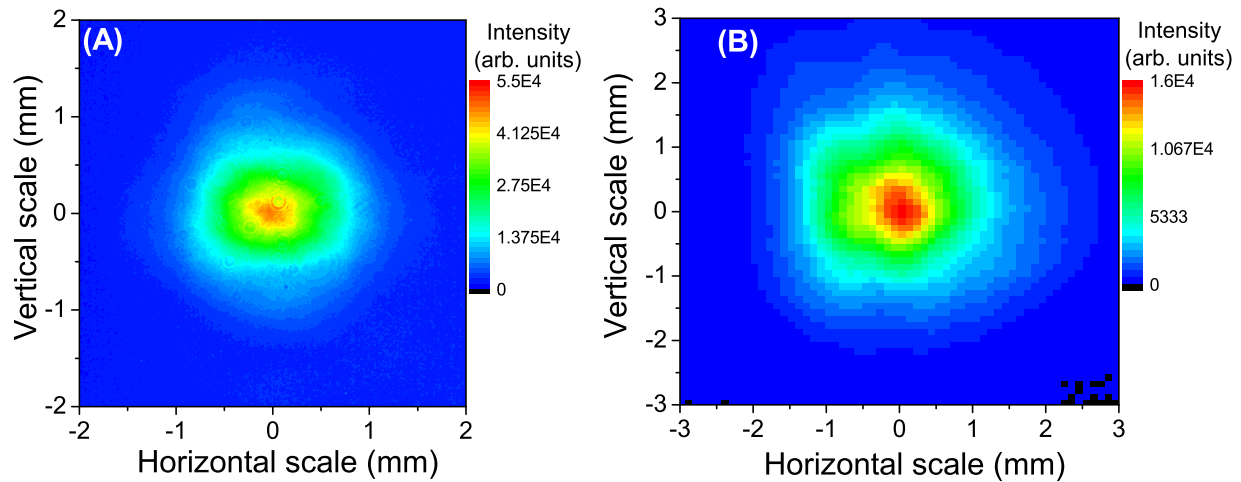 (A)
Intensity
(arb. units)
5.5E4
4.125E4
2.75E4
1.375E4
0
2
1
0
-1
-2
Vertical scale (mm)
-2 -1 0 1 2
Horizontal scale (mm)
(B)
Intensity
(arb. units)
1.6E4
1.067E4
5333
0
3
2
1
0
-1
-2
-3
Vertical scale (mm)
-3 -2 -1 0 1 2 3
Horizontal scale (mm)